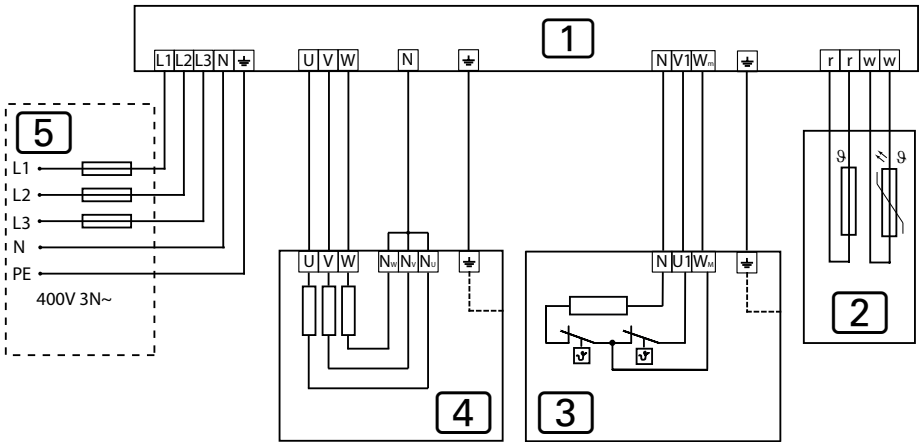 1
L1 L2 L3 N
U V W
N
N V1 Wm
r r w w
5
L1
L2
L3
N
PE
400V 3N~
U V W NW NV NU
N U1 WM
ϑ ϑ
2
ϑ ϑ
4
3